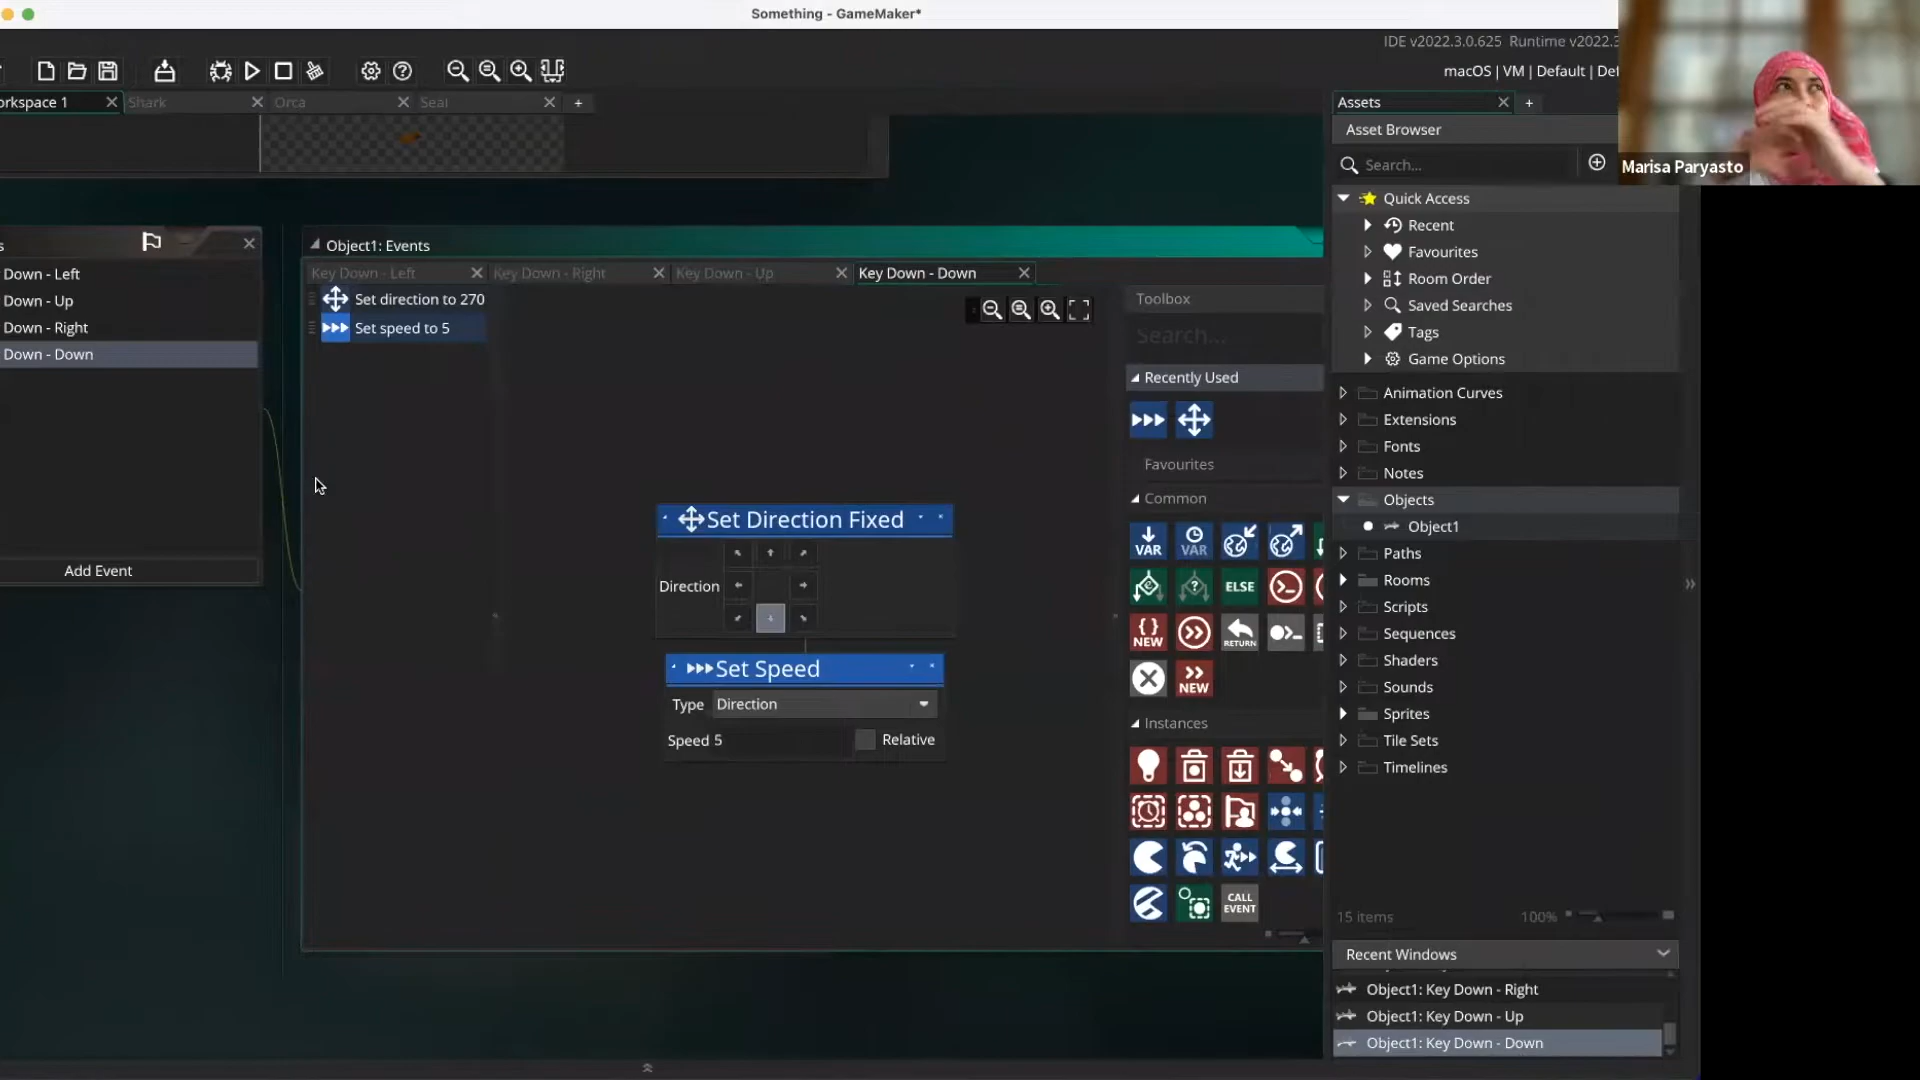 Something - GameMaker*
IDE v2022.3.0.625 Runtime v2022.3
macOS | VM | Default | Def
orkspace 1
Shark
Orca
Seal
+
Assets
+
Asset Browser
Search...
Marisa Paryasto
Quick Access
Recent
Favourites
Room Order
Saved Searches
Tags
Game Options
Animation Curves
Extensions
Fonts
Notes
Objects
Object1
Paths
Rooms
Scripts
Sequences
Shaders
Sounds
Sprites
Tile Sets
Timelines
15 items
100%
Recent Windows
Object1: Key Down - Right
Object1: Key Down - Up
Object1: Key Down - Down
s
Down - Left
Down - Up
Down - Right
Down - Down
Add Event
Object1: Events
Key Down - Left
Key Down - Right
Key Down - Up
Key Down - Down
Set direction to 270
Set speed to 5
Set Direction Fixed
Direction
Set Speed
Type Direction
Speed 5
Relative
Toolbox
Search...
Recently Used
Favourites
Common
VAR
VAR
ELSE
NEW
RETURN
NEW
Instances
CALL EVENT